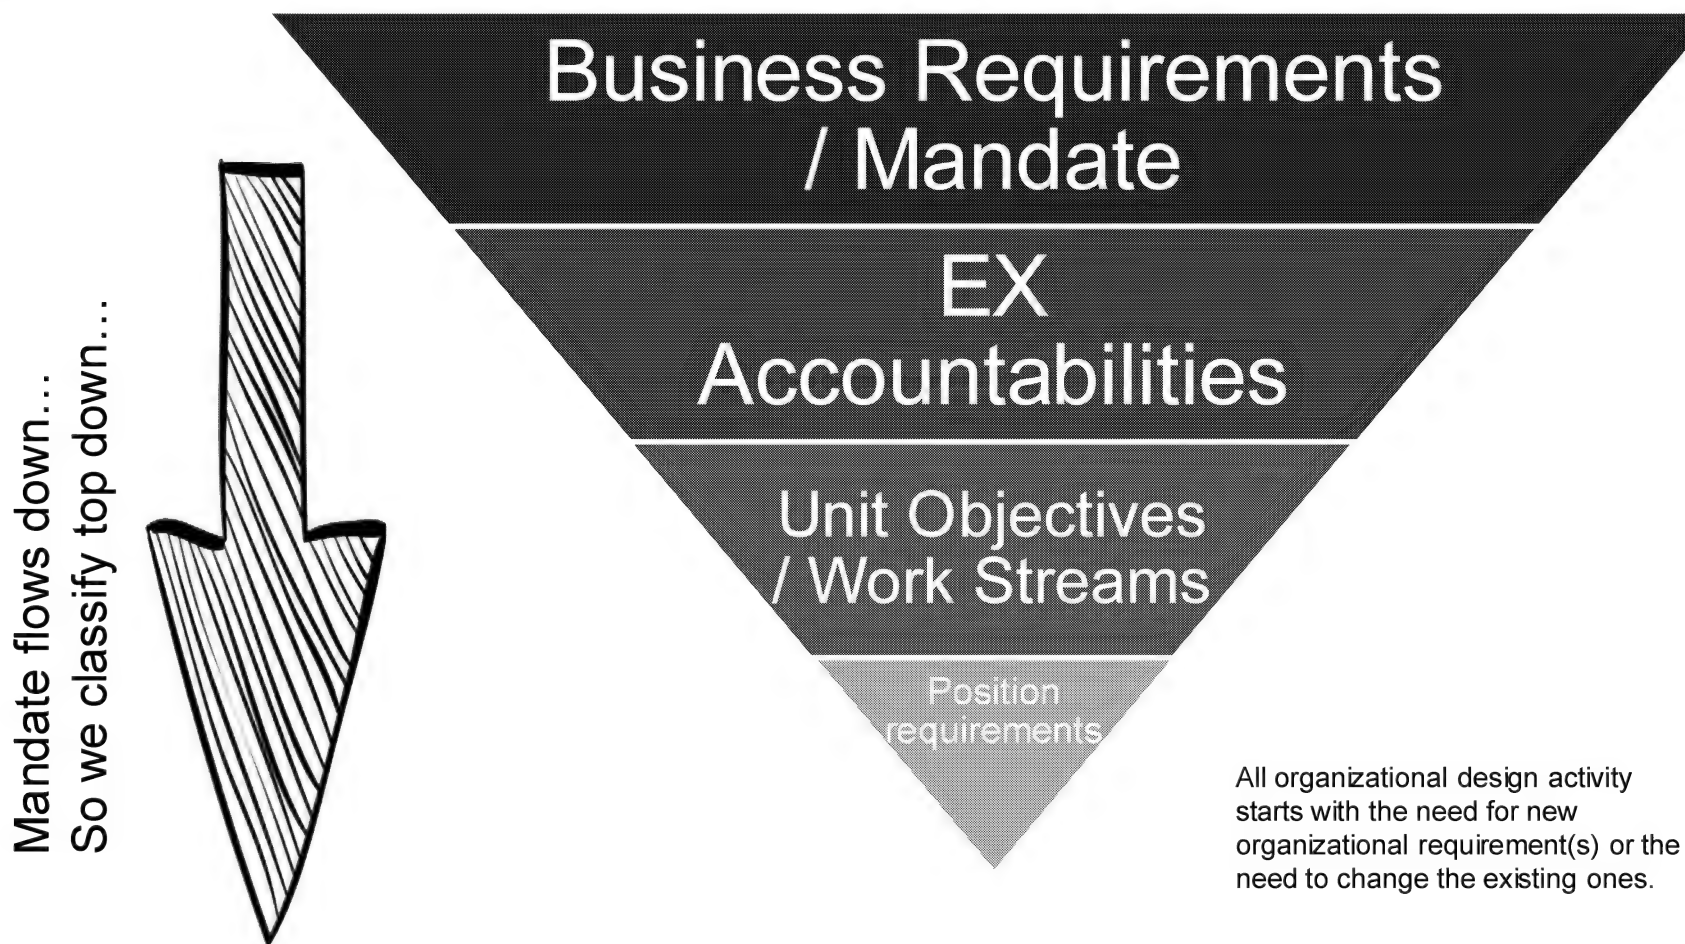 Business Requirements
/ Mandate
EX
Accountabilities
Unit Objectives
/ Work Streams
Position
requirements
Mandate flows down...
So we classify top down...
All organizational design activity
starts with the need for new
organizational requirement(s) or the
need to change the existing ones.